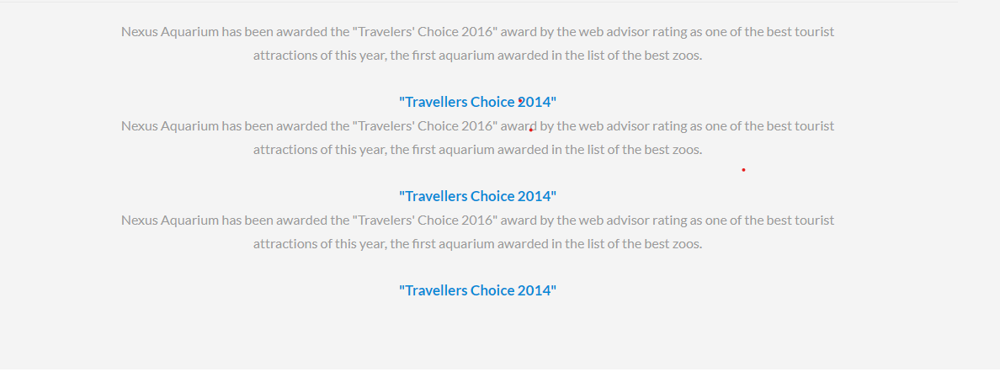 Nexus Aquarium has been awarded the "Travelers' Choice 2016" award by the web advisor rating as one of the best tourist
attractions of this year, the first aquarium awarded in the list of the best zoos.
"Travellers Choice 2014"
Nexus Aquarium has been awarded the "Travelers' Choice 2016" award by the web advisor rating as one of the best tourist
attractions of this year, the first aquarium awarded in the list of the best zoos.
"Travellers Choice 2014"
Nexus Aquarium has been awarded the "Travelers' Choice 2016" award by the web advisor rating as one of the best tourist
attractions of this year, the first aquarium awarded in the list of the best zoos.
"Travellers Choice 2014"